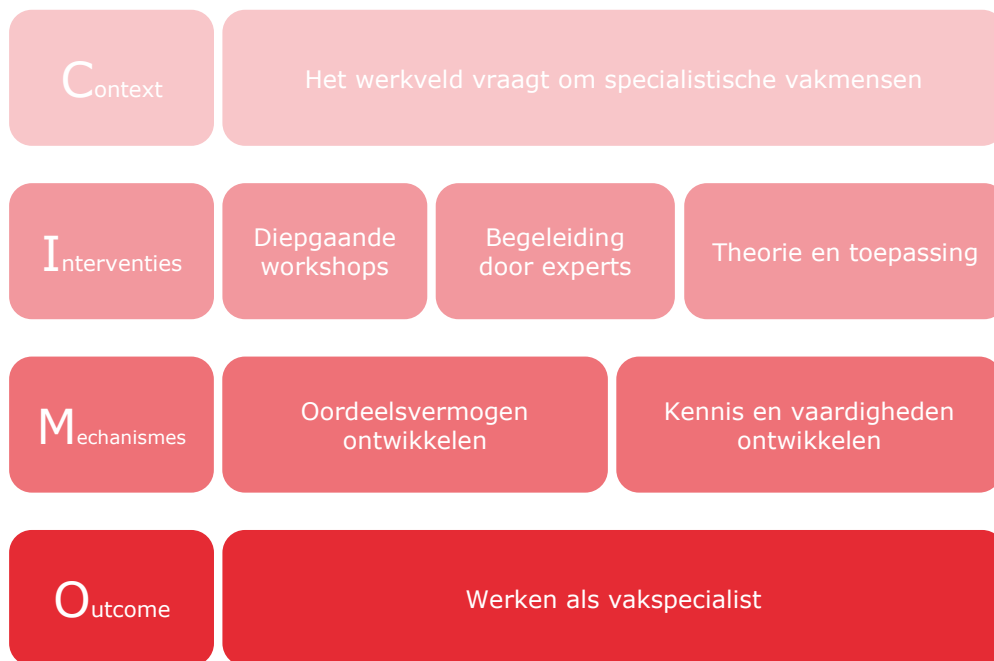 Context
Het werkveld vraagt om specialistische vakmensen
Interventies
Diepgaande
workshops
Begeleiding
door experts
Theorie en toepassing
Mechanismes
Oordeelsvermogen
ontwikkelen
Kennis en vaardigheden
ontwikkelen
Outcome
Werken als vakspecialist